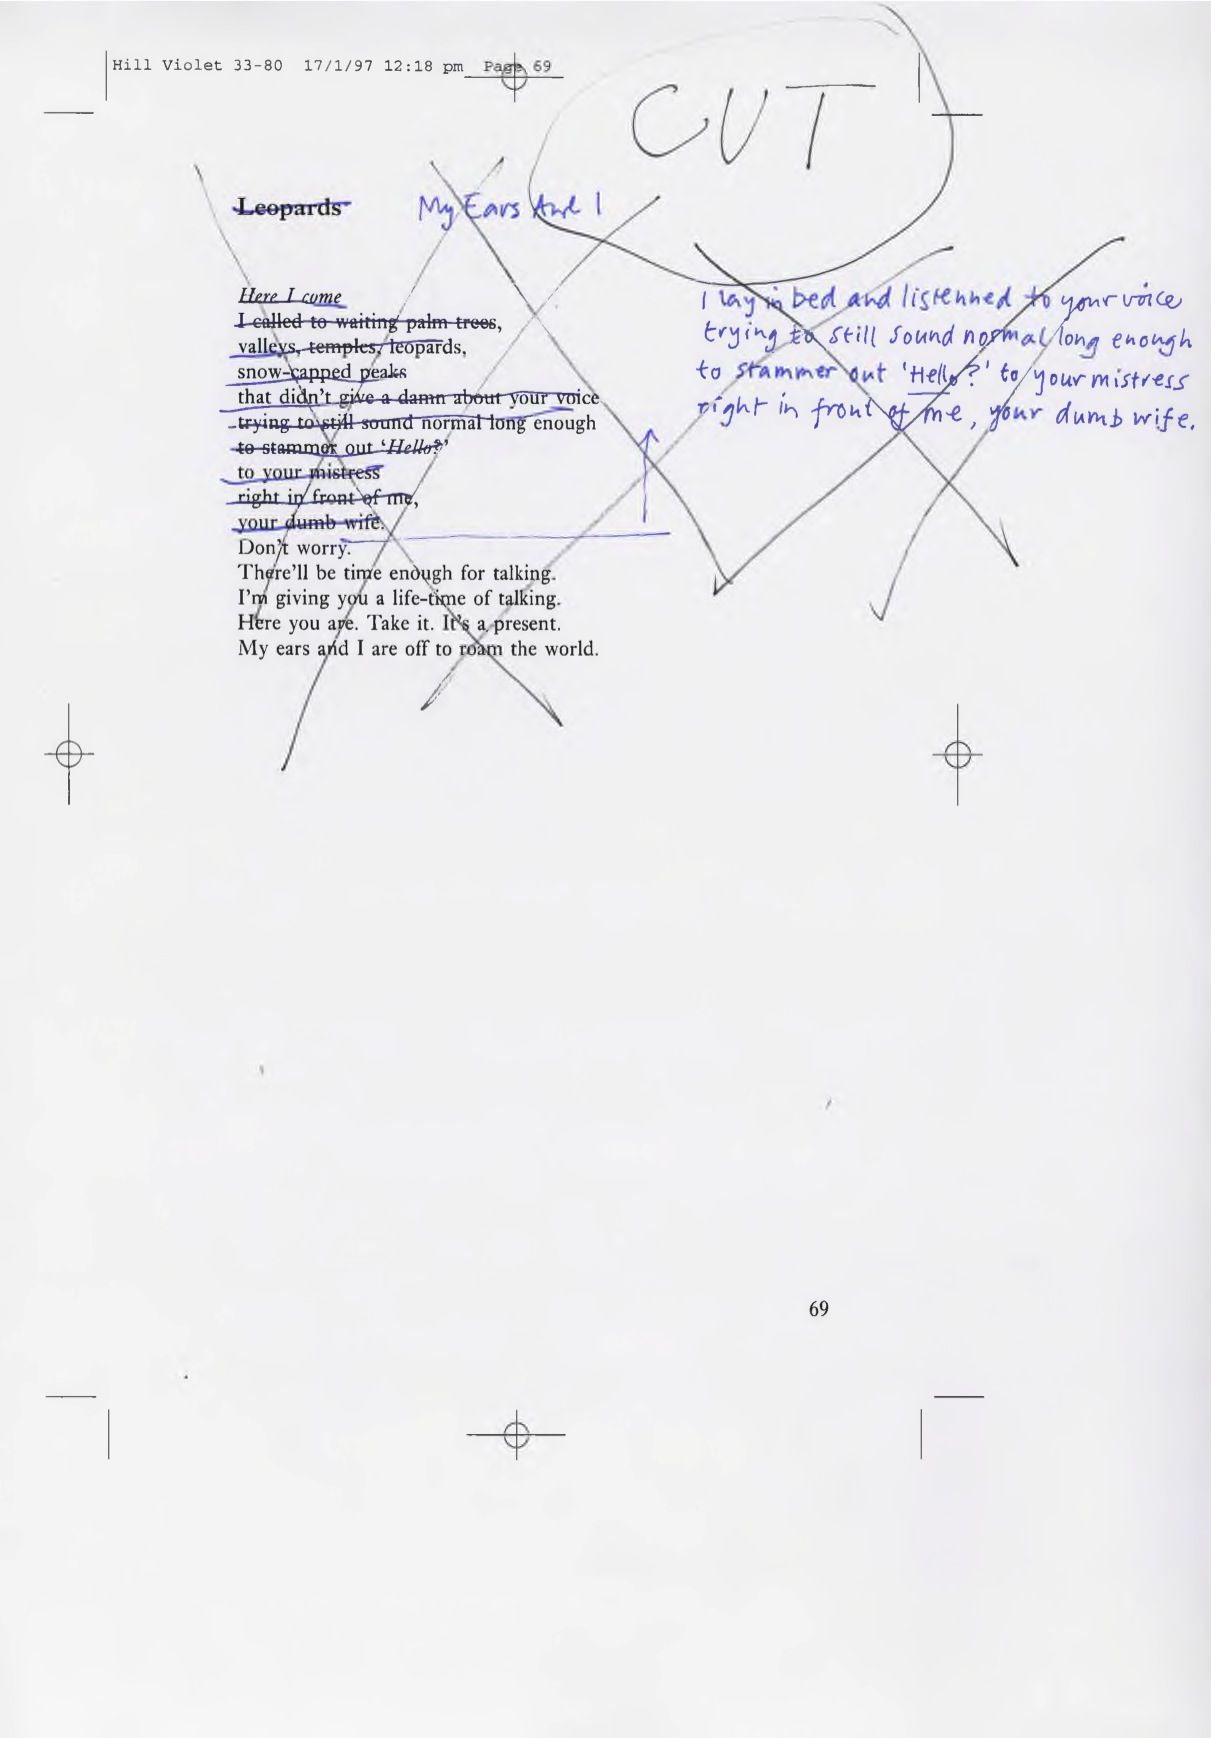 Hill Violet 33-80 17/1/97 12:18 pm Page 69
CUT
Leopards My Ears And I
Here I come
I called to waiting palm trees,
valleys, temples, leopards,
snow-capped peaks
that didn't give a damn about your voice
trying to still sound normal long enough
to stammer out 'Hello?'
to your mistress
right in front of me,
your dumb wife.
Don't worry.
There'll be time enough for talking.
I'm giving you a life-time of talking.
Here you are. Take it. It's a present.
My ears and I are off to roam the world.
I lay in bed and listenned to your voice
trying to still sound normal long enough
to stammer out 'Hello?' to your mistress
right in front of me, your dumb wife.
69